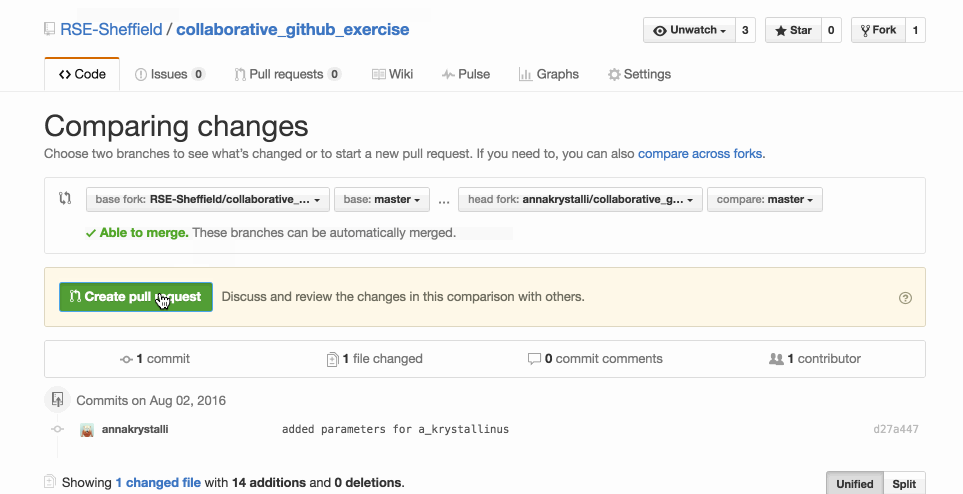 RSE-Sheffield / collaborative_github_exercise
Unwatch 3 Star 0 Fork 1
Code Issues 0 Pull requests 0 Wiki Pulse Graphs Settings
Comparing changes
Choose two branches to see what's changed or to start a new pull request. If you need to, you can also compare across forks.
base fork: RSE-Sheffield/collaborative_... base: master ... head fork: annakrystalli/collaborative_g... compare: master
Able to merge. These branches can be automatically merged.
Create pull request Discuss and review the changes in this comparison with others.
1 commit 1 file changed 0 commit comments 1 contributor
Commits on Aug 02, 2016
annakrystalli added parameters for a_krystallinus d27a447
Showing 1 changed file with 14 additions and 0 deletions. Unified Split